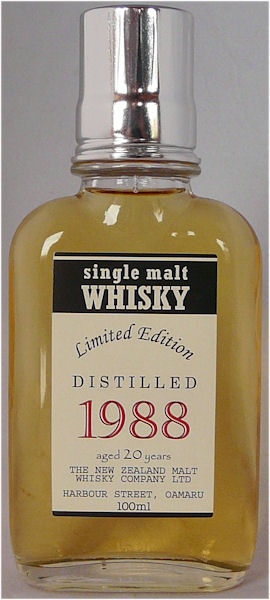 single malt
WHISKY
Limited Edition
DISTILLED
1988
aged 20 years
THE NEW ZEALAND MALT
WHISKY COMPANY LTD
HARBOUR STREET, OAMARU
100ml